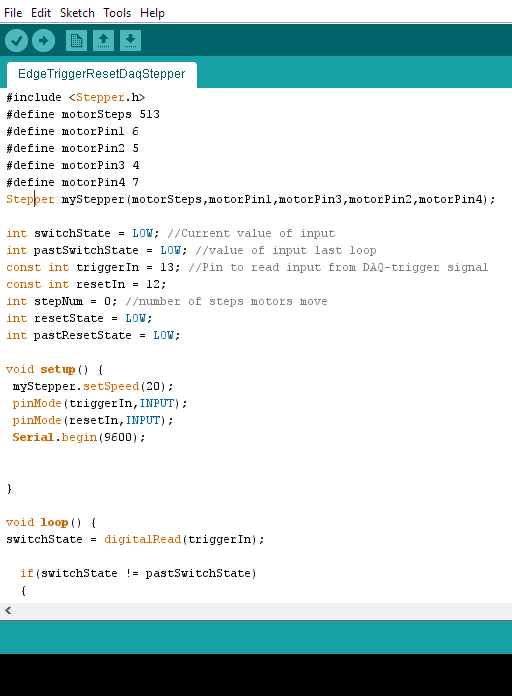 File Edit Sketch Tools Help
EdgeTriggerResetDaqStepper
#include <Stepper.h>
#define motorSteps 513
#define motorPin1 6
#define motorPin2 5
#define motorPin3 4
#define motorPin4 7
Stepper myStepper(motorSteps,motorPin1,motorPin3,motorPin2,motorPin4);
int switchState = LOW; //Current value of input
int pastSwitchState = LOW; //value of input last loop
const int triggerIn = 13; //Pin to read input from DAQ-trigger signal
const int resetIn = 12;
int stepNum = 0; //number of steps motors move
int resetState = LOW;
int pastResetState = LOW;
void setup() {
myStepper.setSpeed(20);
pinMode(triggerIn,INPUT);
pinMode(resetIn,INPUT);
Serial.begin(9600);
}
void loop() {
switchState = digitalRead(triggerIn);
if(switchState != pastSwitchState)
{